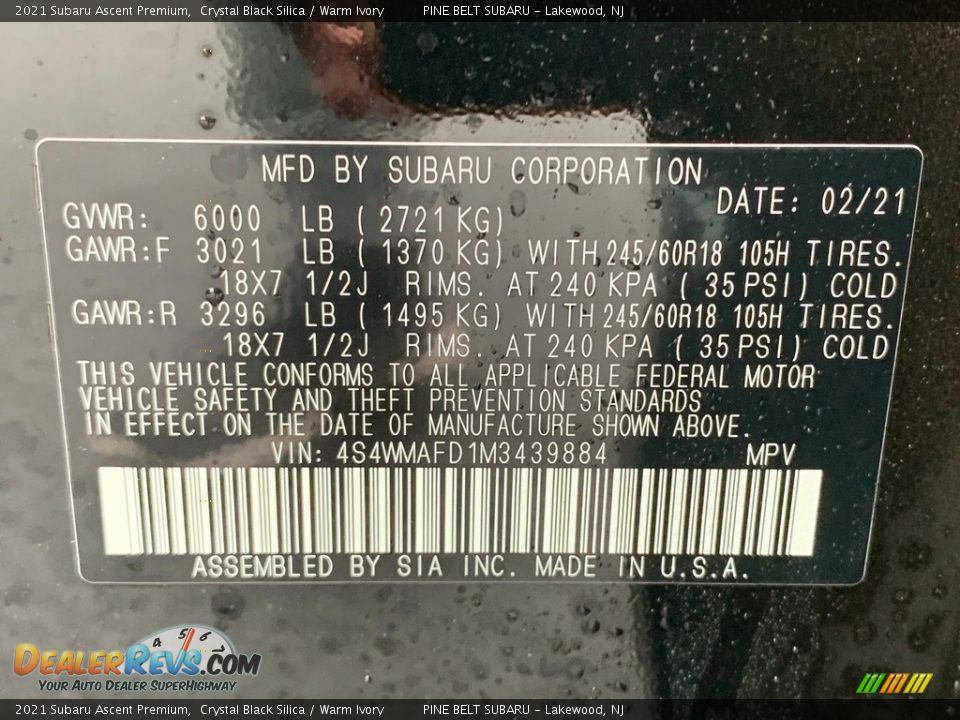 2021 Subaru Ascent Premium, Crystal Black Silica / Warm Ivory PINE BELT SUBARU - Lakewood, NJ
MFD BY SUBARU CORPORATION
DATE: 02/21
GVWR: 6000 LB ( 2721 KG)
GAWR:F 3021 LB ( 1370 KG) WITH 245/60R18 105H TIRES.
18X7 1/2J RIMS. AT 240 KPA ( 35 PSI) COLD
GAWR:R 3296 LB ( 1495 KG) WITH 245/60R18 105H TIRES.
18X7 1/2J RIMS. AT 240 KPA ( 35 PSI) COLD
THIS VEHICLE CONFORMS TO ALL APPLICABLE FEDERAL MOTOR
VEHICLE SAFETY AND THEFT PREVENTION STANDARDS
IN EFFECT ON THE DATE OF MANUFACTURE SHOWN ABOVE.
VIN: 4S4WMAFD1M3439884 MPV
ASSEMBLED BY SIA INC. MADE IN U.S.A.
4 5 6
DEALERREVS.COM
YOUR AUTO DEALER SUPERHIGHWAY
2021 Subaru Ascent Premium, Crystal Black Silica / Warm Ivory PINE BELT SUBARU - Lakewood, NJ